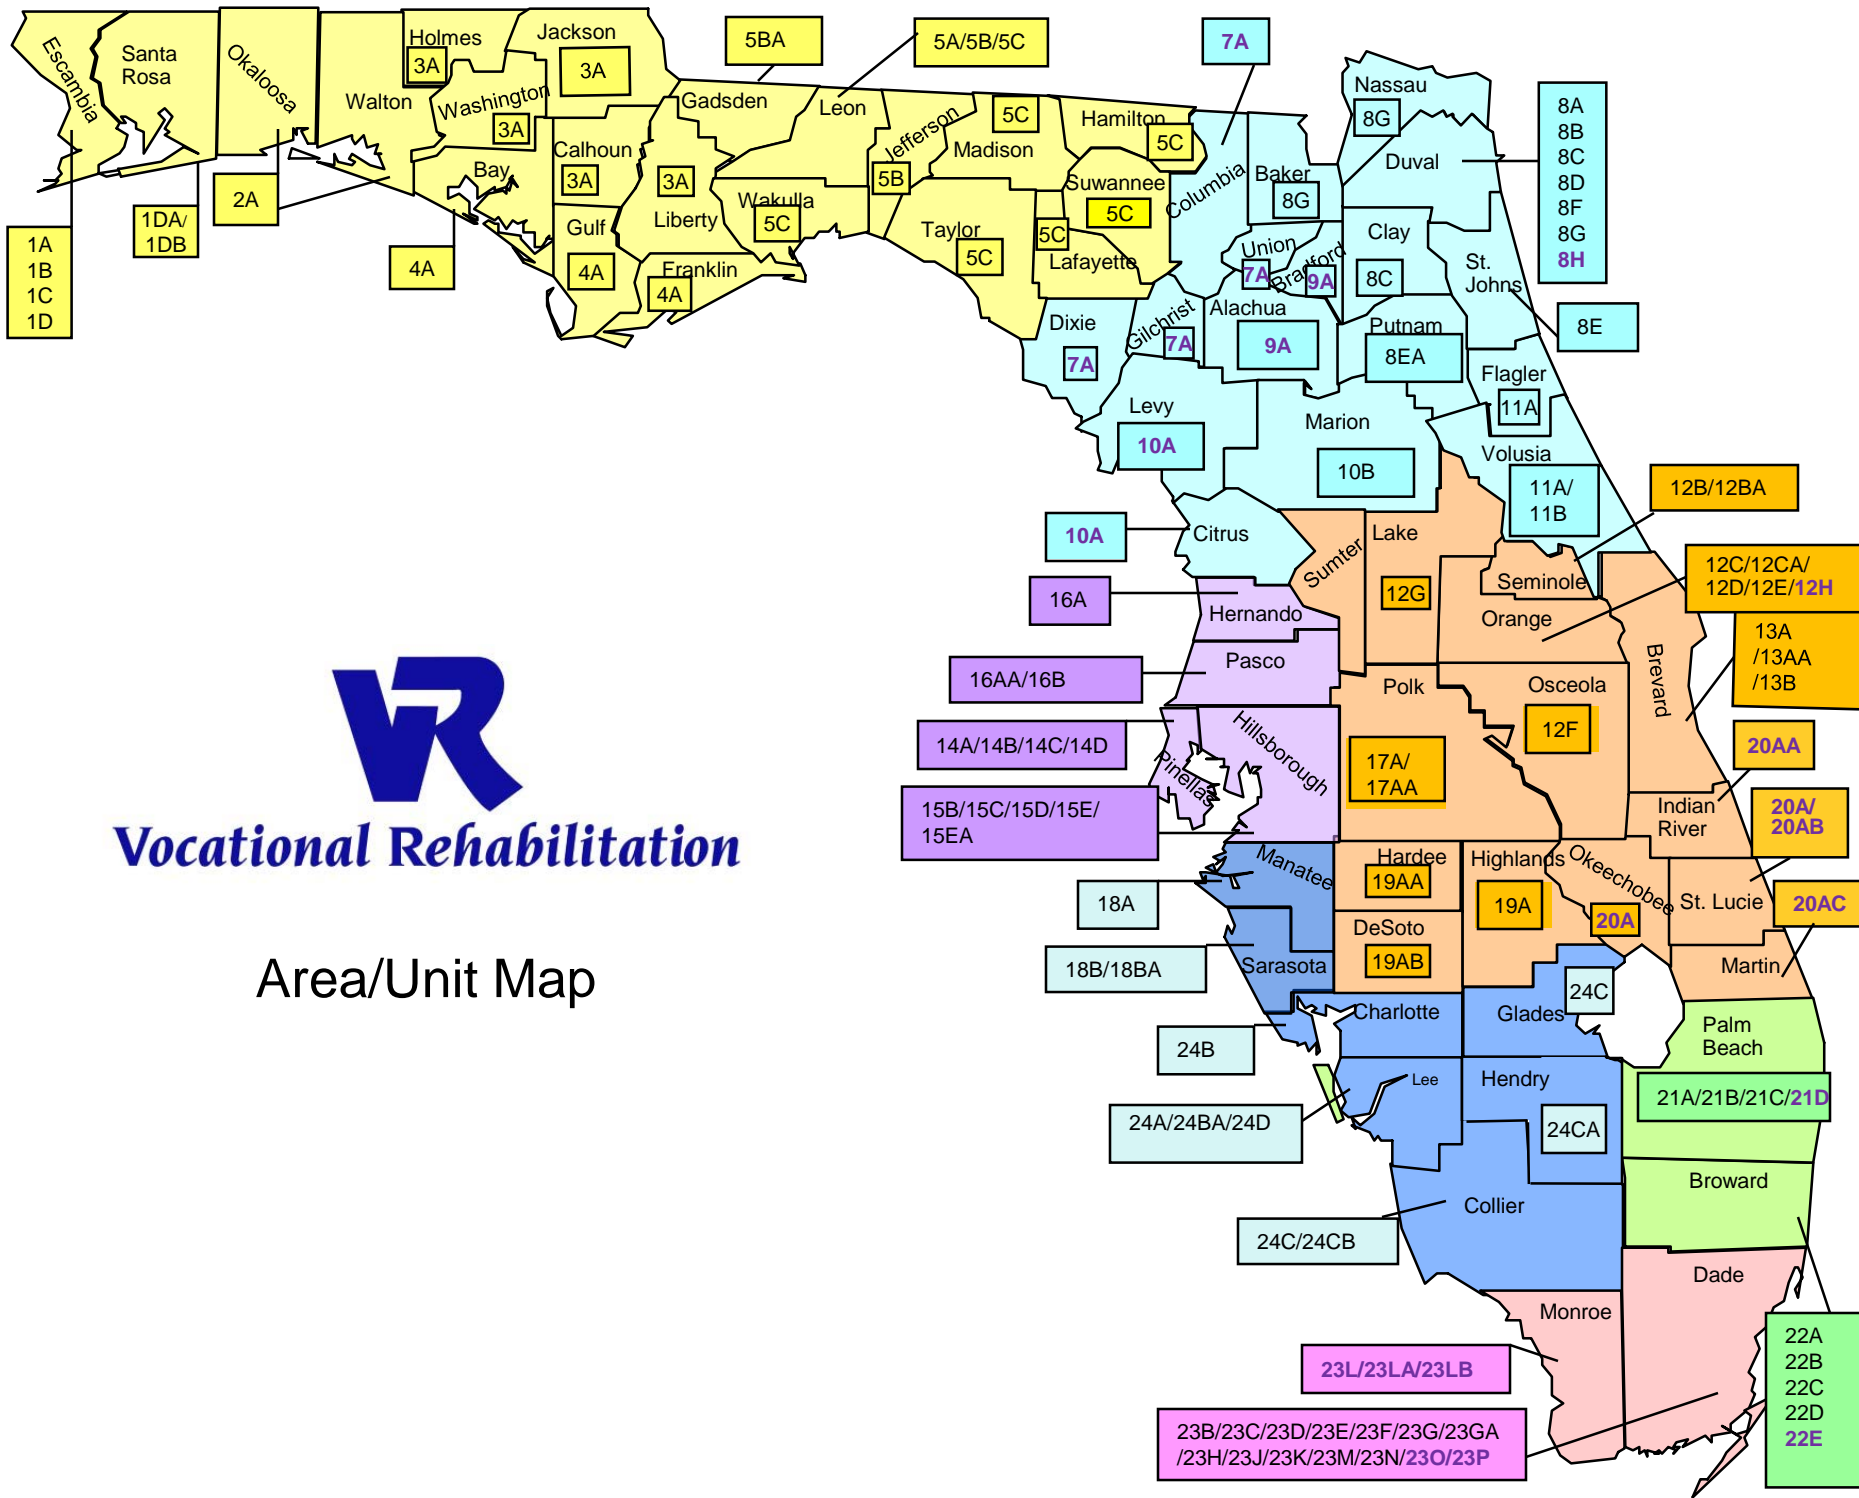 Escambia
Santa
Rosa
Okaloosa
Walton
Holmes
3A
Washington
3A
Jackson
3A
Bay
Calhoun
3A
Gulf
4A
3A
Liberty
Franklin
4A
Gadsden
Leon
Wakulla
5C
Jefferson
5B
5C
Madison
Taylor
5C
Hamilton
5C
Suwannee
5C
5C
Lafayette
5BA
5A/5B/5C
1A
1B
1C
1D
1DA/
1DB
2A
4A
7A
Columbia
Baker
8G
Nassau
8G
Duval
8A
8B
8C
8D
8F
8G
8H
Union
7A
Bradford
9A
Clay
8C
St.
Johns
8E
Dixie
7A
Gilchrist
7A
Alachua
9A
Putnam
8EA
Flagler
11A
Levy
10A
Marion
10B
Volusia
11A/
11B
12B/12BA
Citrus
10A
Sumter
Lake
12G
Seminole
Orange
12C/12CA/
12D/12E/12H
13A
/13AA
/13B
Brevard
16A
Hernando
16AA/16B
Pasco
Polk
17A/
17AA
Osceola
12F
14A/14B/14C/14D
Pinellas
Hillsborough
15B/15C/15D/15E/
15EA
20AA
Indian
River
20A/
20AB
Manatee
Hardee
19AA
Highlands
19A
Okeechobee
20A
St. Lucie
20AC
18A
DeSoto
19AB
Martin
18B/18BA
Sarasota
Charlotte
Glades
24C
24B
Palm
Beach
21A/21B/21C/21D
Lee
Hendry
24CA
24A/24BA/24D
Broward
Collier
24C/24CB
Dade
Monroe
22A
22B
22C
22D
22E
23L/23LA/23LB
23B/23C/23D/23E/23F/23G/23GA
/23H/23J/23K/23M/23N/23O/23P
VR
Vocational Rehabilitation
Area/Unit Map